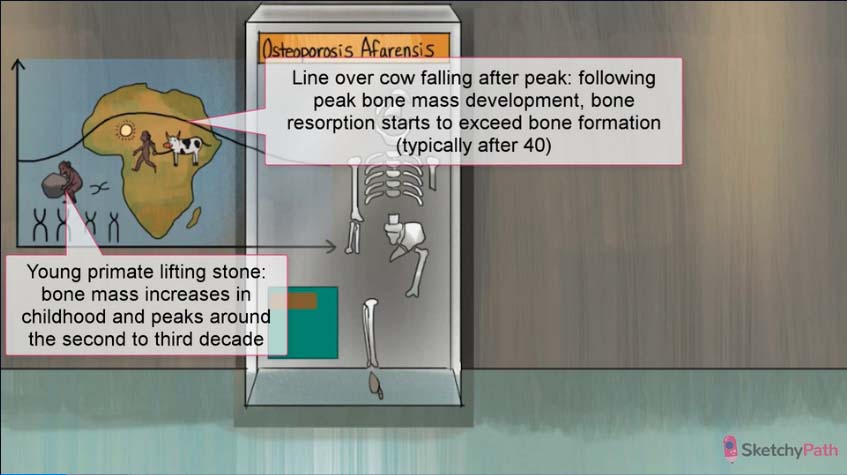 Osteoporosis Afarensis
Line over cow falling after peak: following
peak bone mass development, bone
resorption starts to exceed bone formation
(typically after 40)
Young primate lifting stone:
bone mass increases in
childhood and peaks around
the second to third decade
SketchyPath